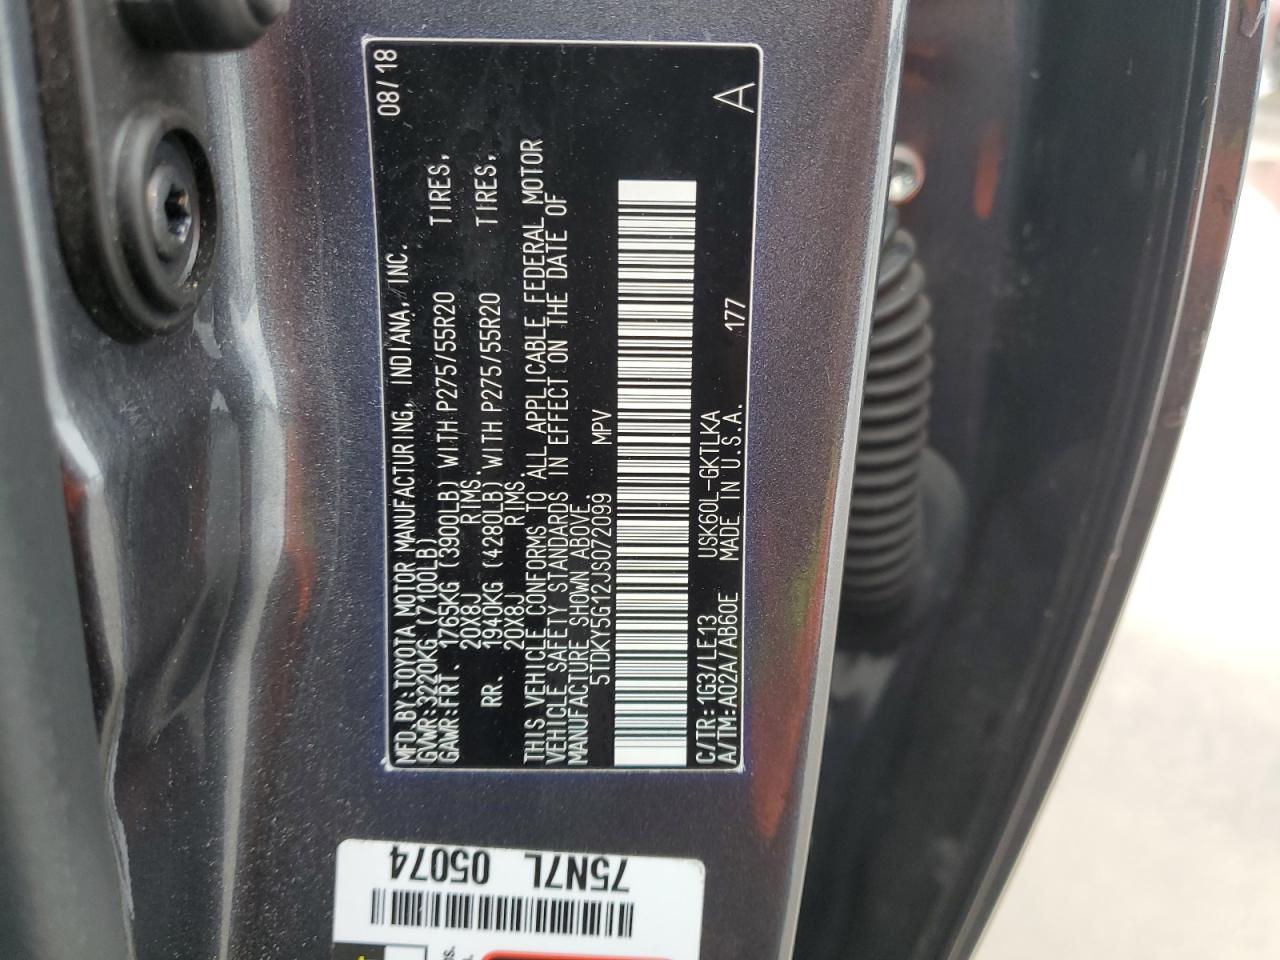 MFD.BY:TOYOTA MOTOR MANUFACTURING, INDIANA, INC. 08/18
GVWR:3220KG (7100LB)
GAWR:FRT. 1765KG (3900LB) WITH P275/55R20 TIRES,
20X8J RIMS.
RR. 1940KG (4280LB) WITH P275/55R20 TIRES,
20X8J RIMS.
THIS VEHICLE CONFORMS TO ALL APPLICABLE FEDERAL MOTOR
VEHICLE SAFETY STANDARDS IN EFFECT ON THE DATE OF
MANUFACTURE SHOWN ABOVE.
5TDKY5G12JS072099 MPV
C/TR:1G3/LE13 USK60L-GKTLKA 177
A/TM:A02A/AB60E MADE IN U.S.A. A
75N7L 05074